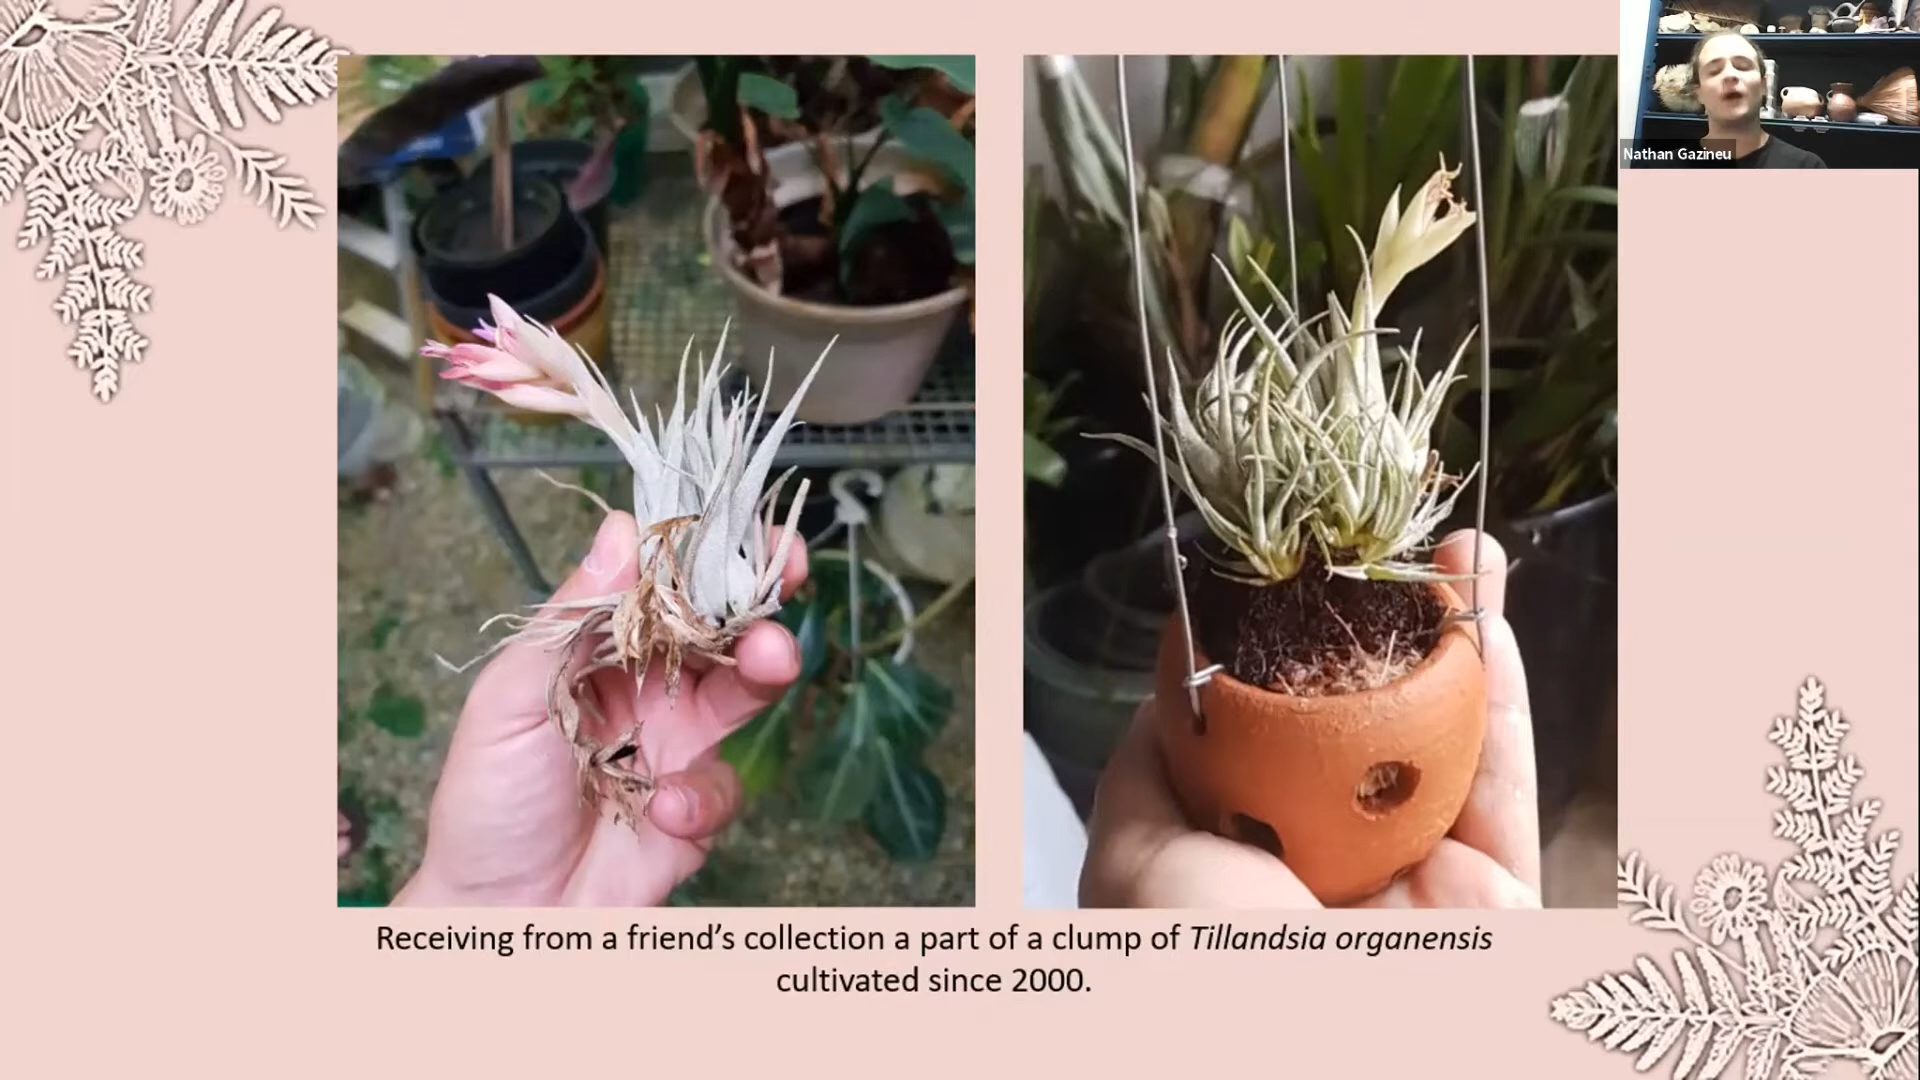 Nathan Gazineu
Receiving from a friend’s collection a part of a clump of Tillandsia organensis
cultivated since 2000.